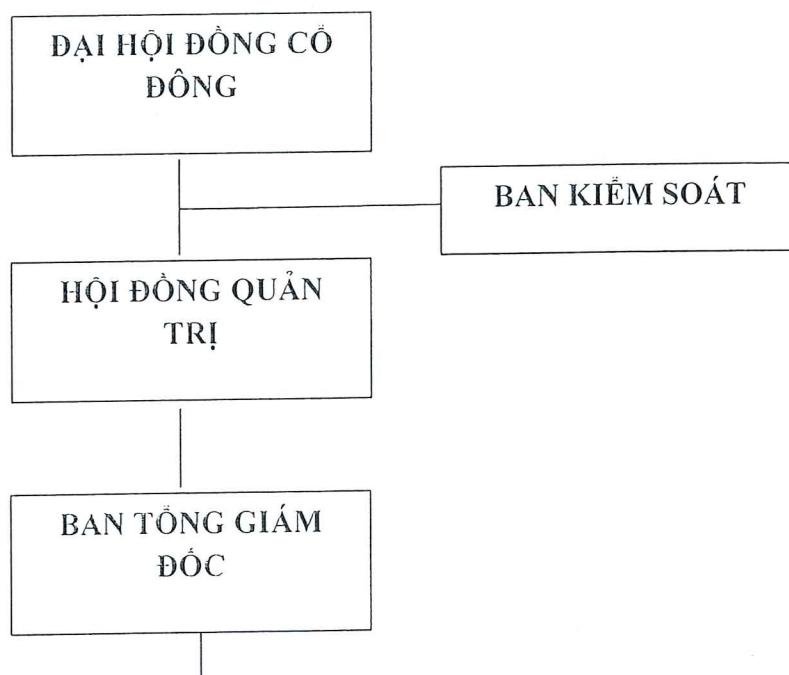 ĐẠI HỘI ĐỒNG CỔ
ĐÔNG
BAN KIỂM SOÁT
HỘI ĐỒNG QUẢN
TRỊ
BAN TỔNG GIÁM
ĐỐC